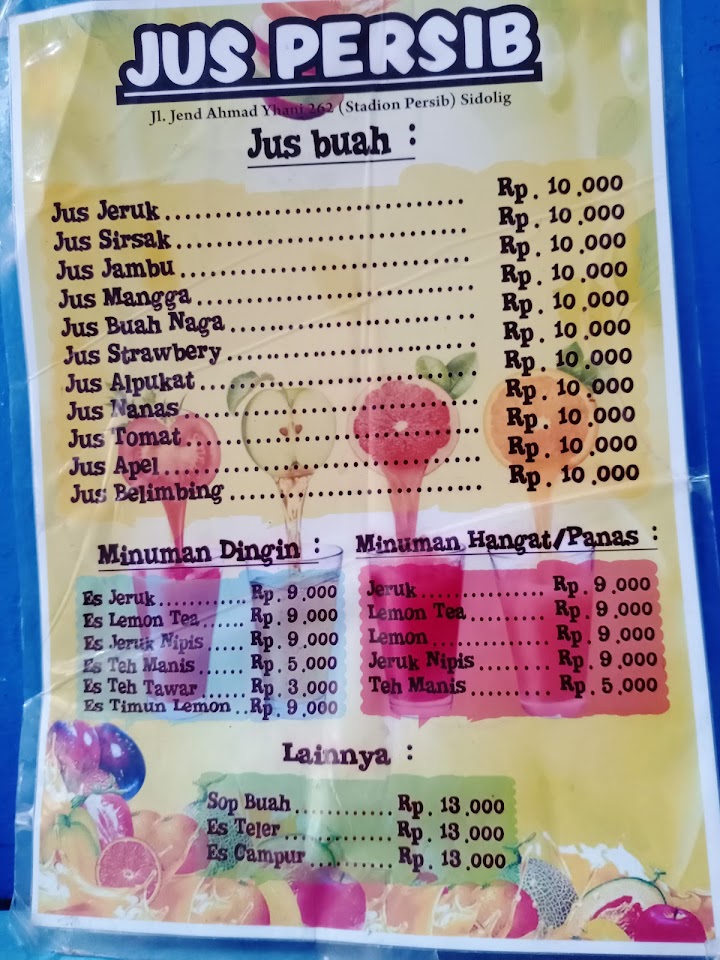 JUS PERSIB
Jl. Jend Ahmad Yhani 262 (Stadion Persib) Sidolig
Jus buah :
Jus Jeruk.............................. Rp. 10.000
Jus Sirsak.............................. Rp. 10.000
Jus Jambu.............................. Rp. 10.000
Jus Mangga.............................. Rp. 10.000
Jus Buah Naga.............................. Rp. 10.000
Jus Strawbery.............................. Rp. 10.000
Jus Alpukat.............................. Rp. 10.000
Jus Nanas.............................. Rp. 10.000
Jus Tomat.............................. Rp. 10.000
Jus Apel.............................. Rp. 10.000
Jus Belimbing.............................. Rp. 10.000
Minuman Dingin :
Es Jeruk............ Rp. 9.000
Es Lemon Tea...... Rp. 9.000
Es Jeruk Nipis ..... Rp. 9.000
Es Teh Manis ..... Rp. 5.000
Es Teh Tawar ...... Rp. 3.000
Es Timun Lemon ..Rp. 9.000
Minuman Hangat/Panas :
Jeruk................ Rp. 9.000
Lemon Tea.......... Rp. 9.000
Lemon .............. Rp. 9.000
Jeruk Nipis......... Rp. 9.000
Teh Manis.......... Rp. 5.000
Lainnya :
Sop Buah............ Rp. 13.000
Es Teler............. Rp. 13.000
Es Campur .......... Rp. 13.000